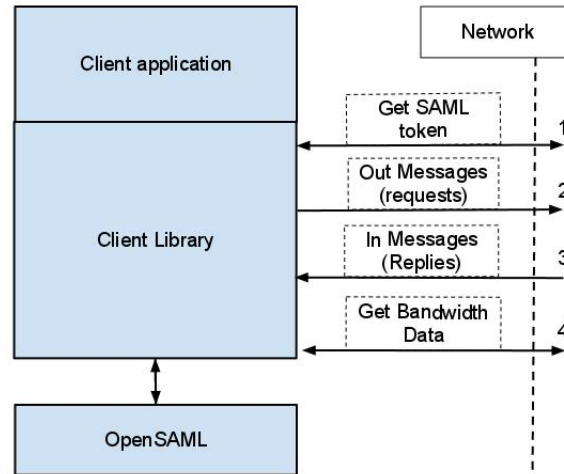 Client application
Network
Get SAML
token
1
Out Messages
(requests)
2
Client Library
In Messages
(Replies)
3
Get Bandwidth
Data
4
OpenSAML